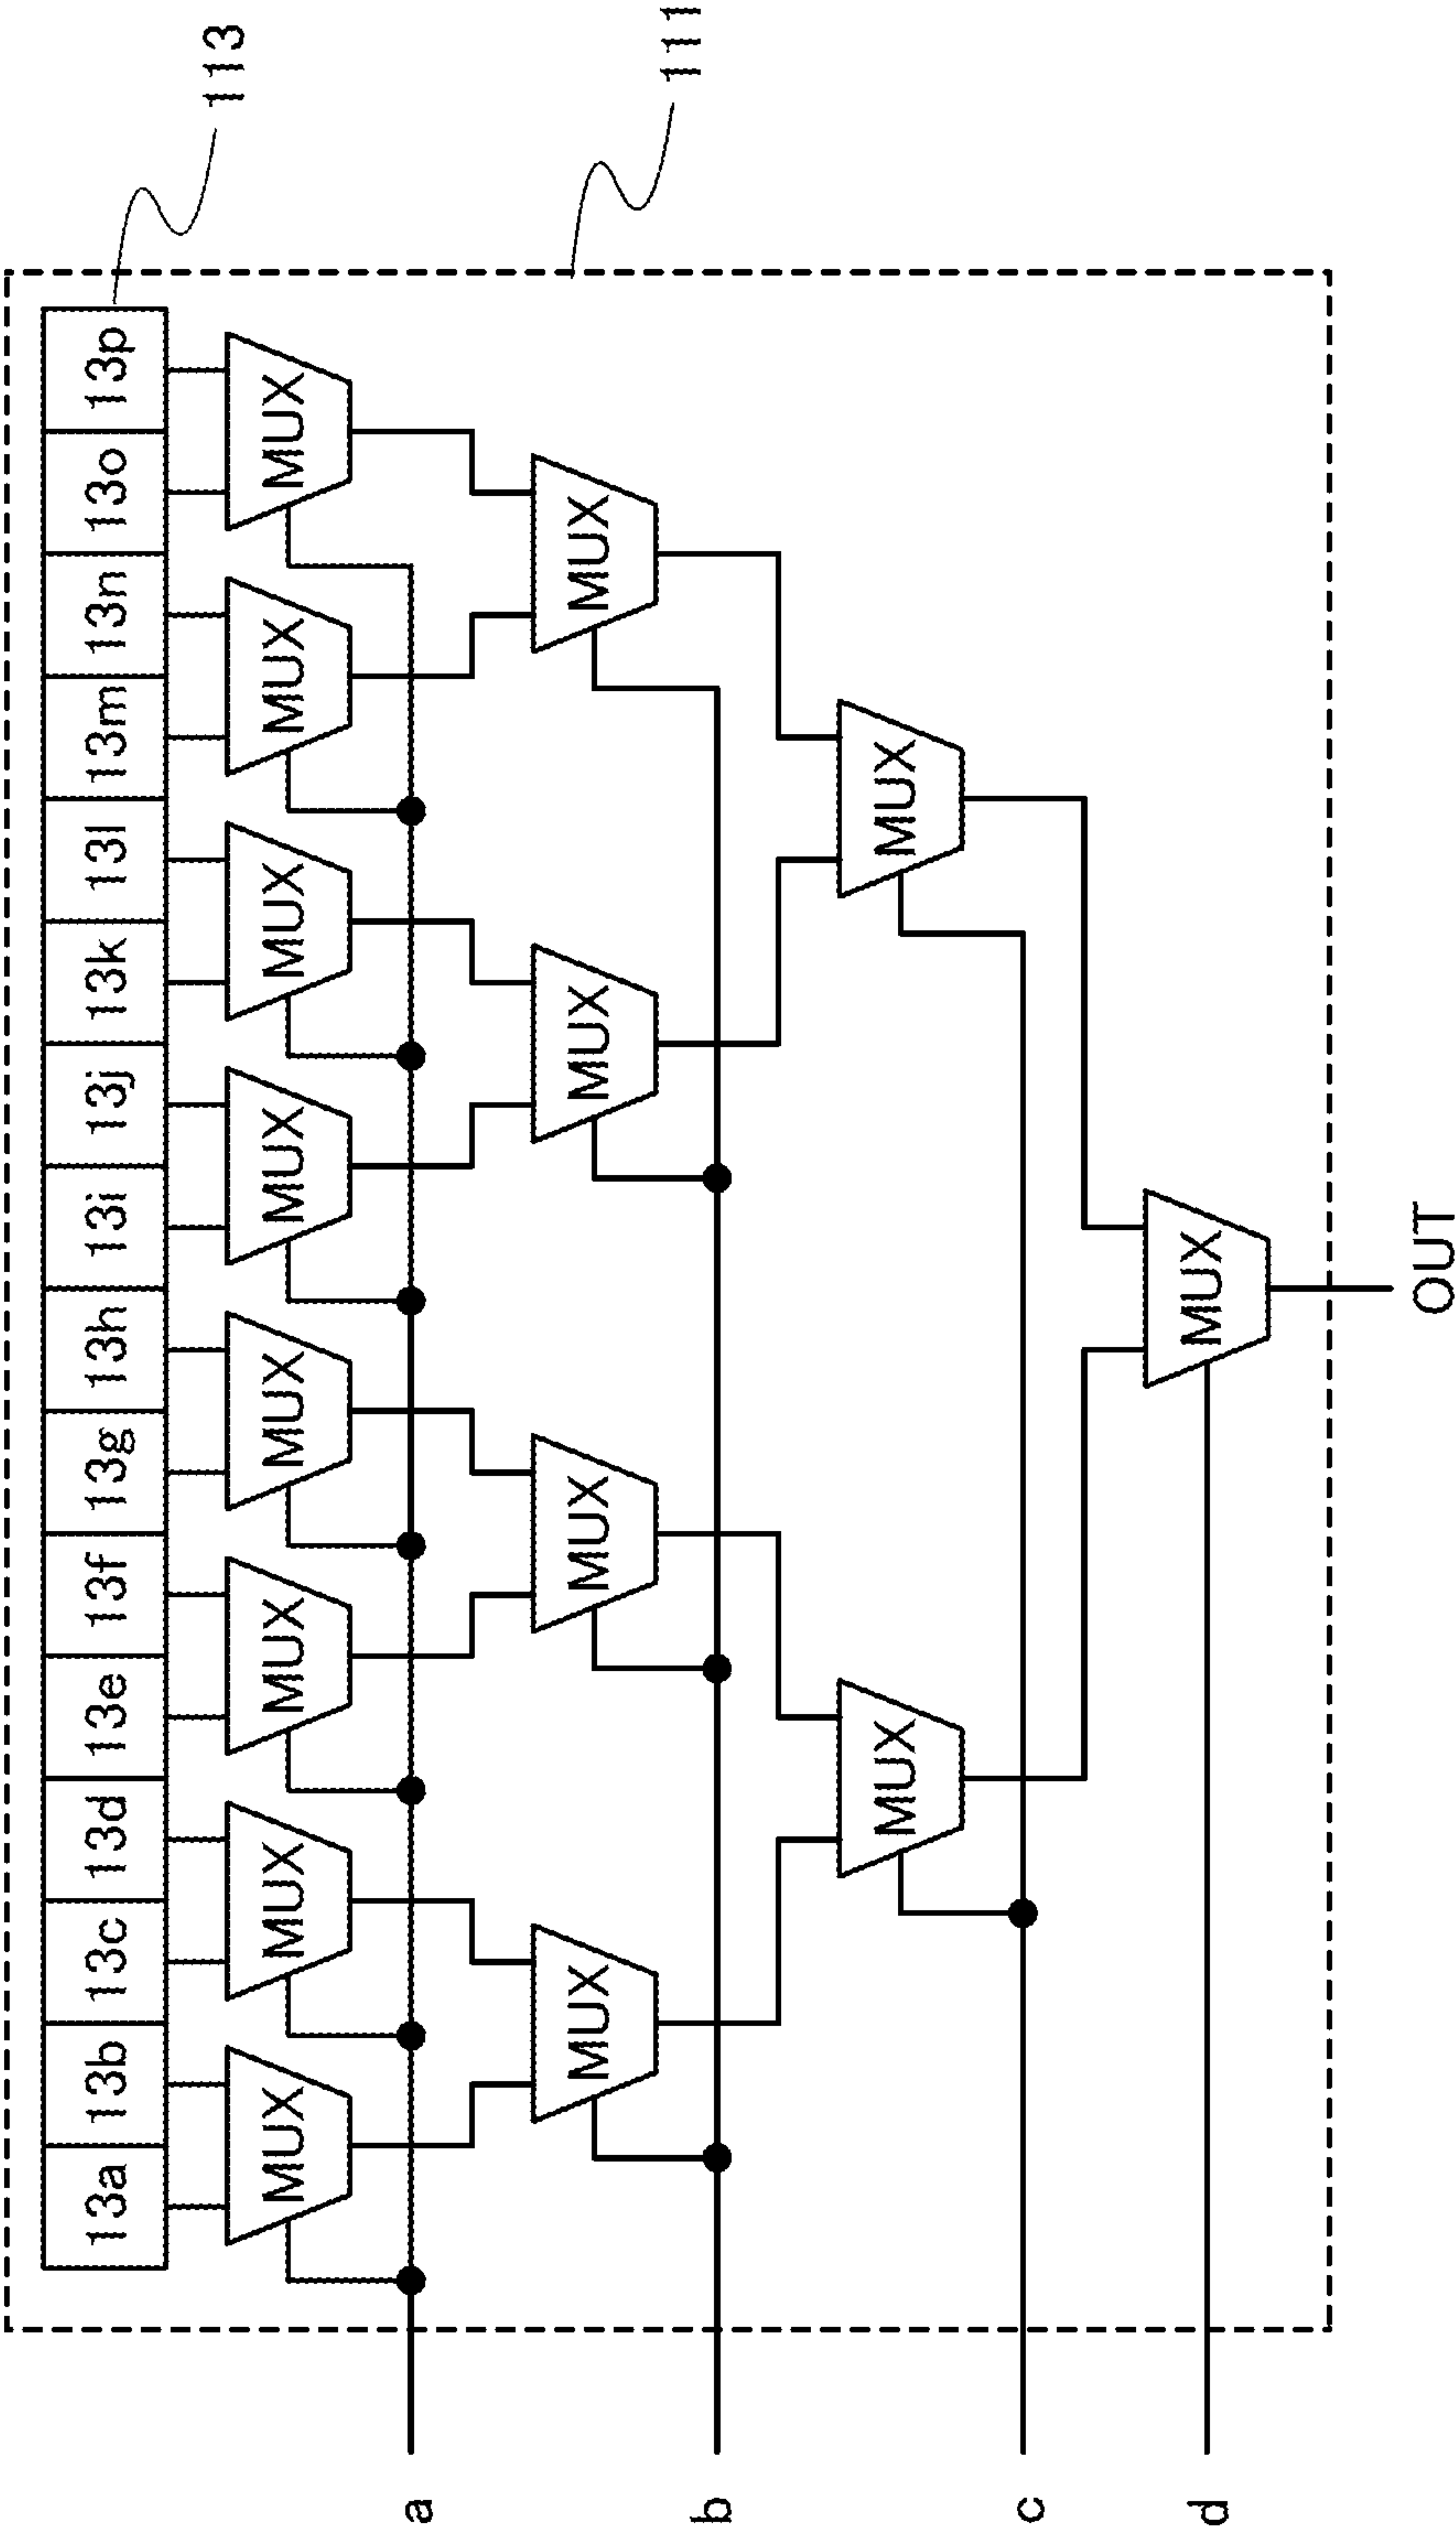 113
111
13a 13b 13c 13d 13e 13f 13g 13h 13i 13j 13k 13l 13m 13n 13o 13p
MUX MUX MUX MUX MUX MUX MUX MUX
a
MUX MUX MUX MUX
b
MUX MUX
c
MUX
d
OUT